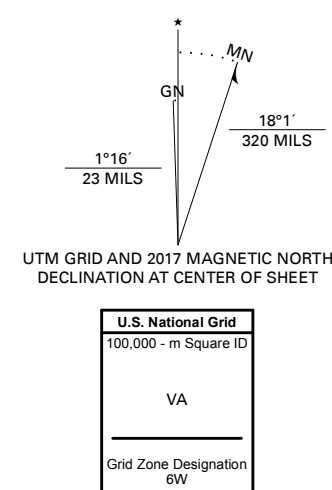 ★
MN
GN
18°1´
320 MILS
1°16´
23 MILS
UTM GRID AND 2017 MAGNETIC NORTH
DECLINATION AT CENTER OF SHEET
U.S. National Grid
100,000 - m Square ID
VA
Grid Zone Designation
6W